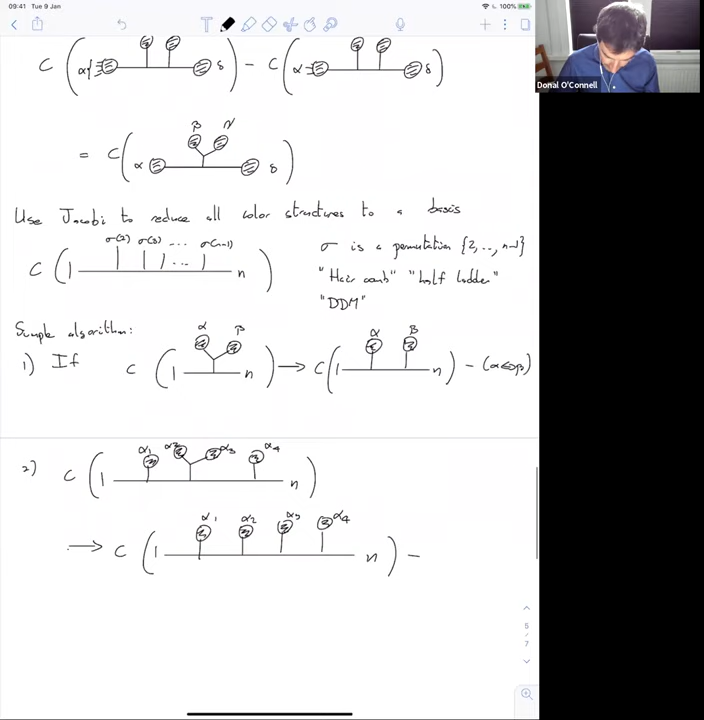 09:41 Tue 9 Jan
100%
Donal O'Connell
C ( α δ ) - C ( α δ )
β γ
= C ( α δ )
Use Jacobi to reduce all color structures to a basis
σ(2) σ(3) ... σ(n-1)
C ( 1 ... n ) σ is a permutation {2,..,n-1}
"Hair comb" "half ladder"
"DDM"
Simple algorithm:
α β α β
1) If C ( 1 n ) → C ( 1 n ) - (α↔β)
α1 α2 α3 α4
2) C ( 1 n )
α1 α2 α3 α4
→ C ( 1 n ) -
5
/
7